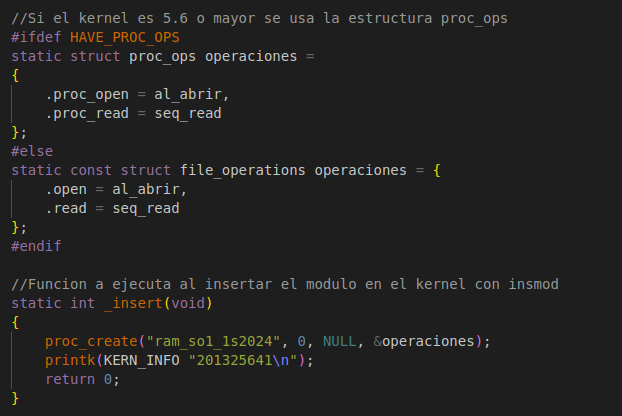 //Si el kernel es 5.6 o mayor se usa la estructura proc_ops
#ifdef HAVE_PROC_OPS
static struct proc_ops operaciones =
{
    .proc_open = al_abrir,
    .proc_read = seq_read
};
#else
static const struct file_operations operaciones = {
    .open = al_abrir,
    .read = seq_read
};
#endif

//Funcion a ejecuta al insertar el modulo en el kernel con insmod
static int _insert(void)
{
    proc_create("ram_so1_1s2024", 0, NULL, &operaciones);
    printk(KERN_INFO "201325641\n");
    return 0;
}